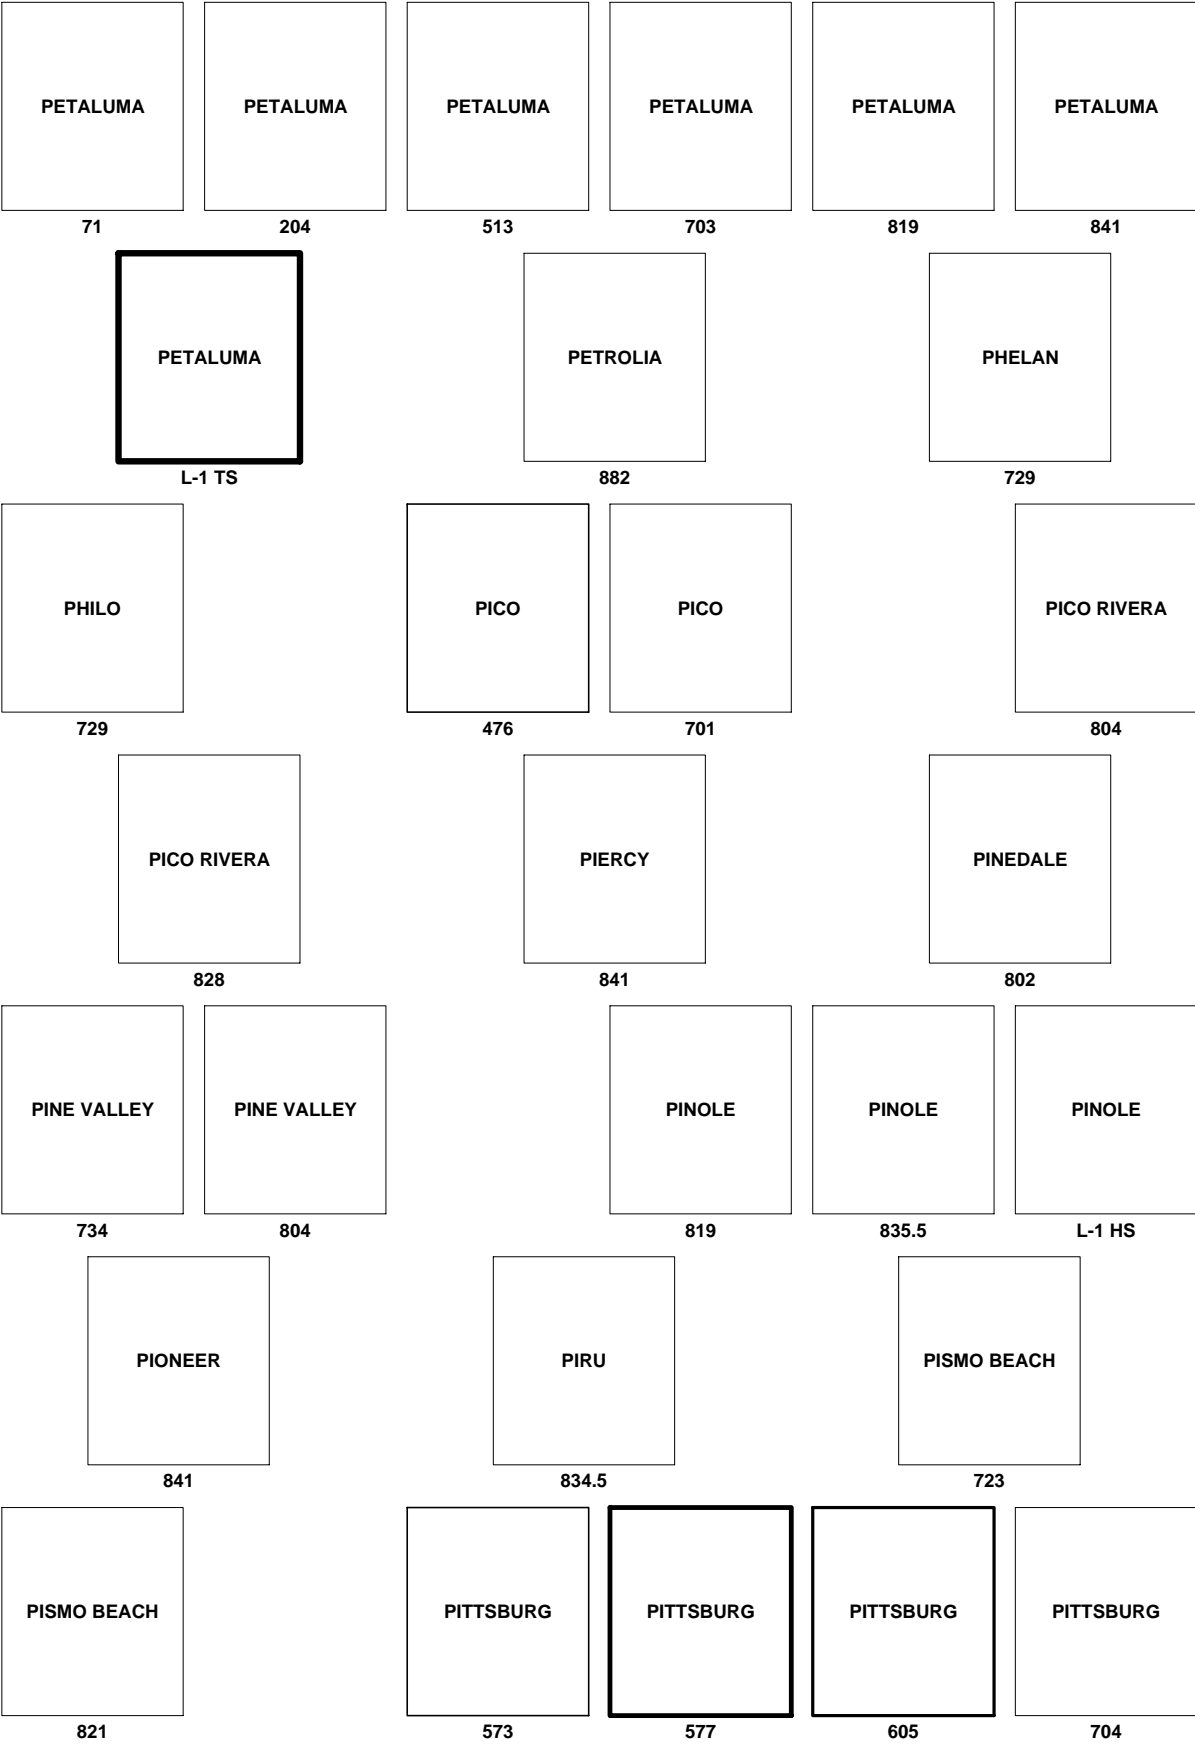 PETALUMA PETALUMA PETALUMA PETALUMA PETALUMA PETALUMA
71 204 513 703 819 841
PETALUMA PETROLIA PHELAN
L-1 TS 882 729
PHILO PICO PICO PICO RIVERA
729 476 701 804
PICO RIVERA PIERCY PINEDALE
828 841 802
PINE VALLEY PINE VALLEY PINOLE PINOLE PINOLE
734 804 819 835.5 L-1 HS
PIONEER PIRU PISMO BEACH
841 834.5 723
PISMO BEACH PITTSBURG PITTSBURG PITTSBURG PITTSBURG
821 573 577 605 704